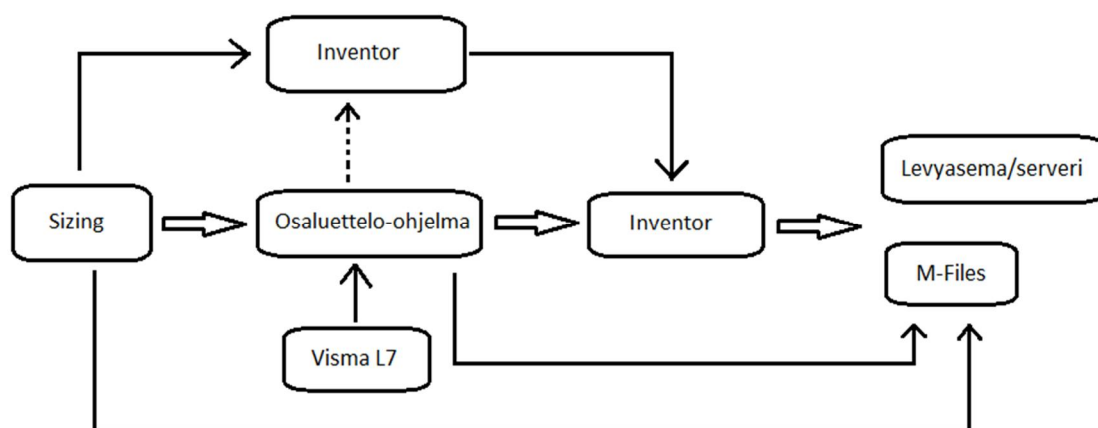 Inventor
Levyasema/serveri
Sizing
Osaluettelo-ohjelma
Inventor
M-Files
Visma L7